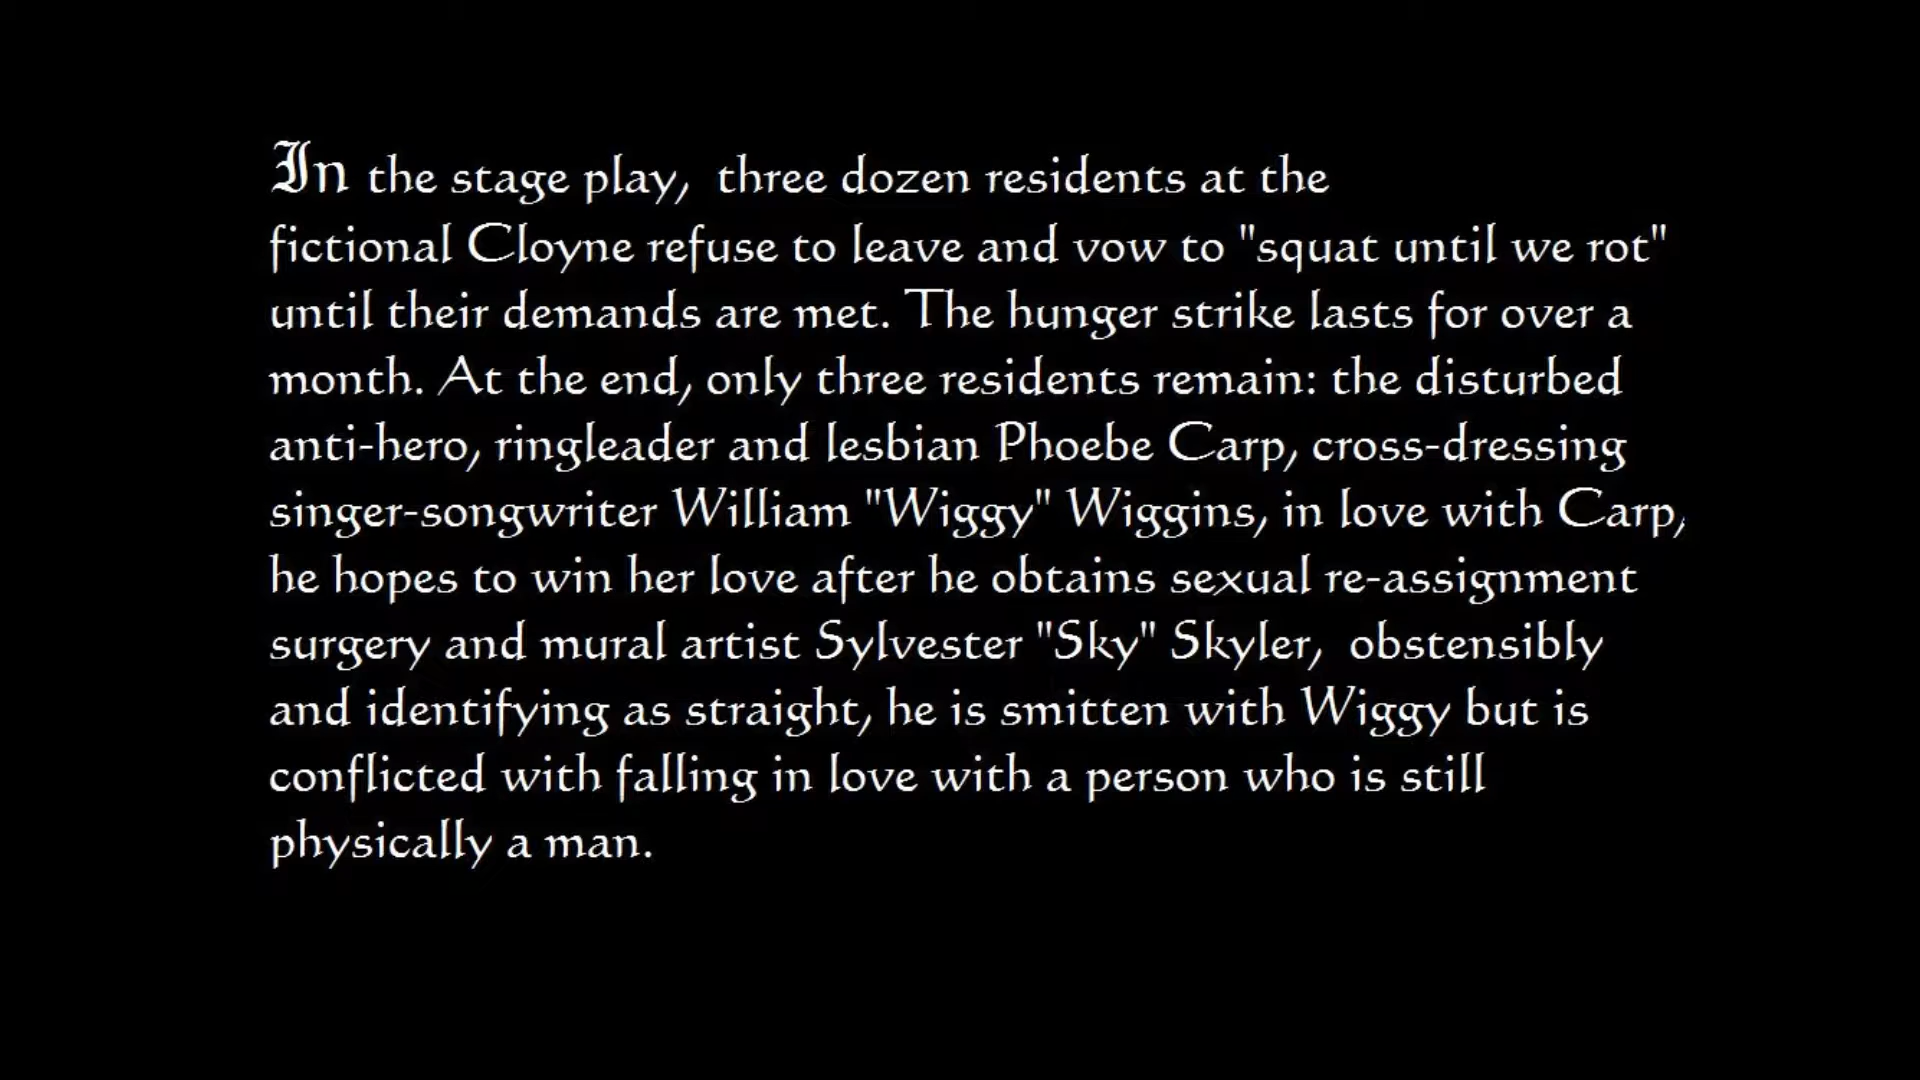 In the stage play,  three dozen residents at the
fictional Cloyne refuse to leave and vow to "squat until we rot"
until their demands are met. The hunger strike lasts for over a
month. At the end, only three residents remain: the disturbed
anti-hero, ringleader and lesbian Phoebe Carp, cross-dressing
singer-songwriter William "Wiggy" Wiggins, in love with Carp,
he hopes to win her love after he obtains sexual re-assignment
surgery and mural artist Sylvester "Sky" Skyler,  obstensibly
and identifying as straight, he is smitten with Wiggy but is
conflicted with falling in love with a person who is still
physically a man.